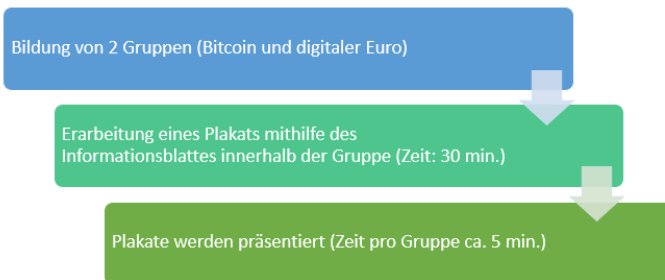 Bildung von 2 Gruppen (Bitcoin und digitaler Euro)
Erarbeitung eines Plakats mithilfe des
Informationsblattes innerhalb der Gruppe (Zeit: 30 min.)
Plakate werden präsentiert (Zeit pro Gruppe ca. 5 min.)